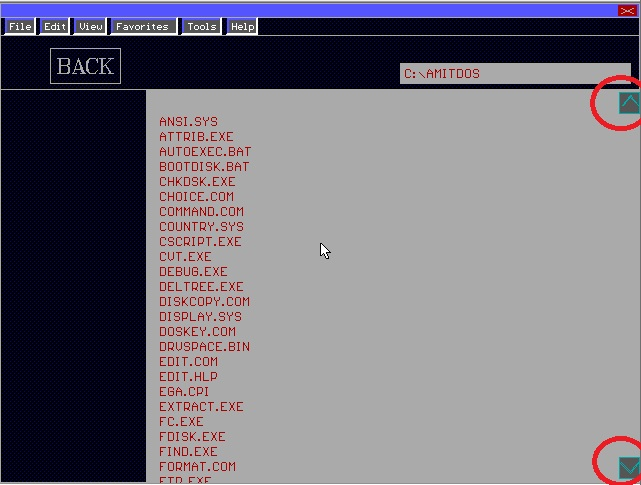 File Edit View Favorites Tools Help
BACK
C:\AMITDOS
ANSI.SYS
ATTRIB.EXE
AUTOEXEC.BAT
BOOTDISK.BAT
CHKDSK.EXE
CHOICE.COM
COMMAND.COM
COUNTRY.SYS
CSCRIPT.EXE
CVT.EXE
DEBUG.EXE
DELTREE.EXE
DISKCOPY.COM
DISPLAY.SYS
DOSKEY.COM
DRVSPACE.BIN
EDIT.COM
EDIT.HLP
EGA.CPI
EXTRACT.EXE
FC.EXE
FDISK.EXE
FIND.EXE
FORMAT.COM